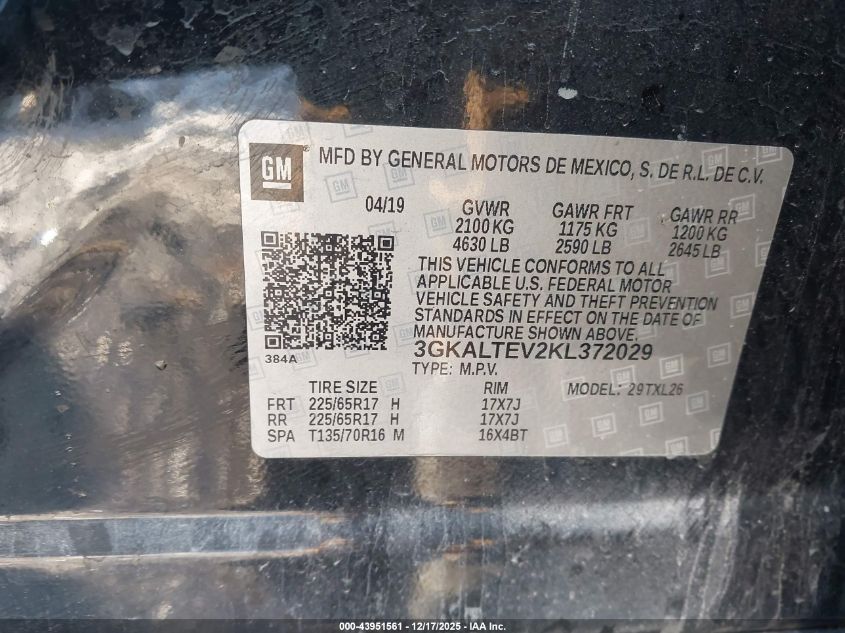 GM MFD BY GENERAL MOTORS DE MEXICO, S. DE R.L. DE C.V.
04/19 GVWR GAWR FRT GAWR RR
2100 KG 1175 KG 1200 KG
4630 LB 2590 LB 2645 LB
THIS VEHICLE CONFORMS TO ALL
APPLICABLE U.S. FEDERAL MOTOR
VEHICLE SAFETY AND THEFT PREVENTION
STANDARDS IN EFFECT ON THE DATE OF
MANUFACTURE SHOWN ABOVE.
3GKALTEV2KL372029
384A TYPE: M.P.V.
TIRE SIZE RIM MODEL: 29TXL26
FRT 225/65R17 H 17X7J
RR 225/65R17 H 17X7J
SPA T135/70R16 M 16X4BT
000-43951561 - 12/17/2025 - IAA Inc.